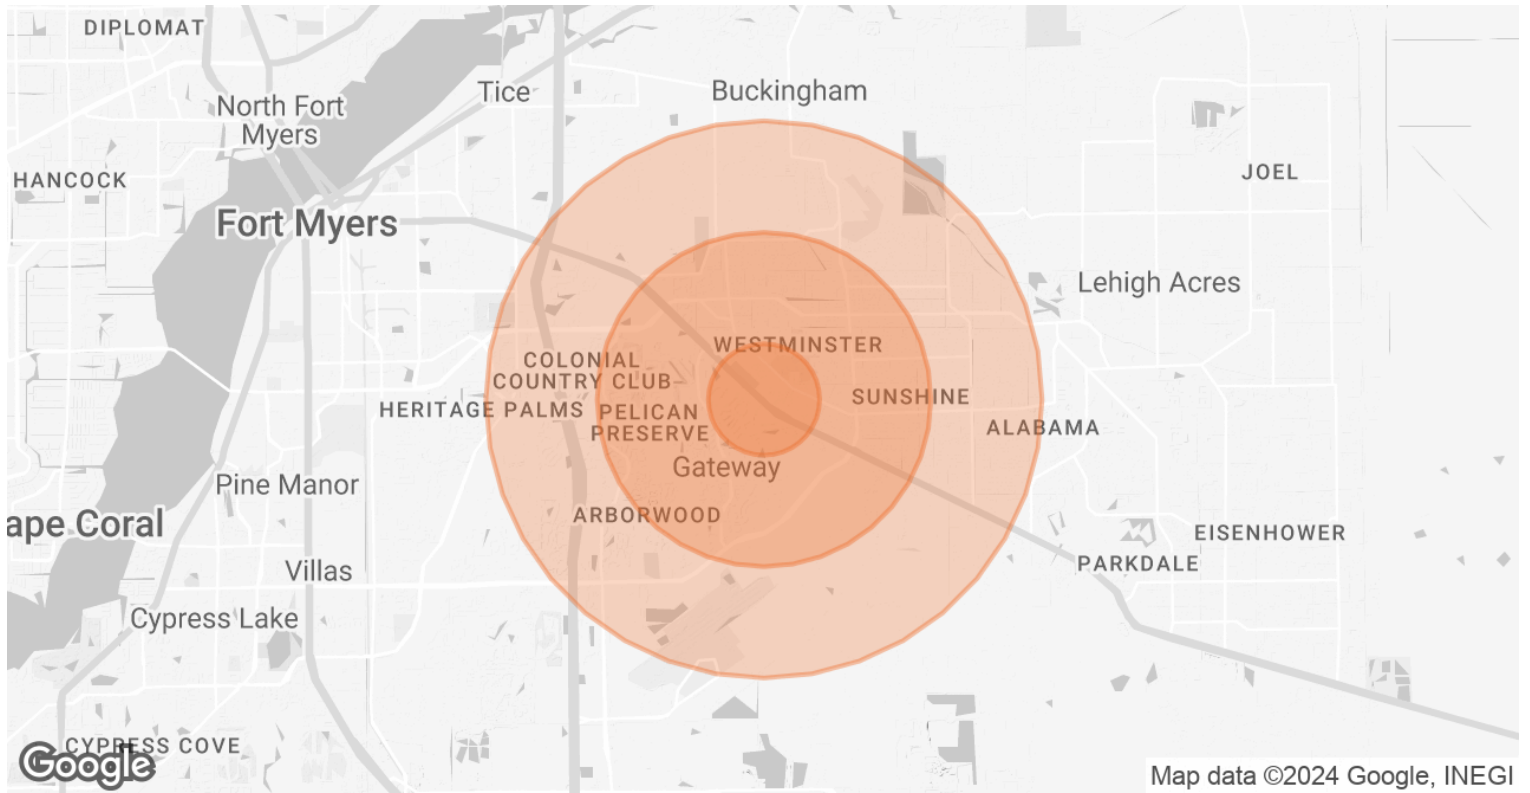 DIPLOMAT
Tice
Buckingham
North Fort
Myers
HANCOCK
JOEL
Fort Myers
Lehigh Acres
WESTMINSTER
COLONIAL
COUNTRY CLUB
SUNSHINE
HERITAGE PALMS
PELICAN
PRESERVE
ALABAMA
Gateway
Pine Manor
ARBORWOOD
ape Coral
EISENHOWER
PARKDALE
Villas
Cypress Lake
CYPRESS COVE
Google
Map data ©2024 Google, INEGI